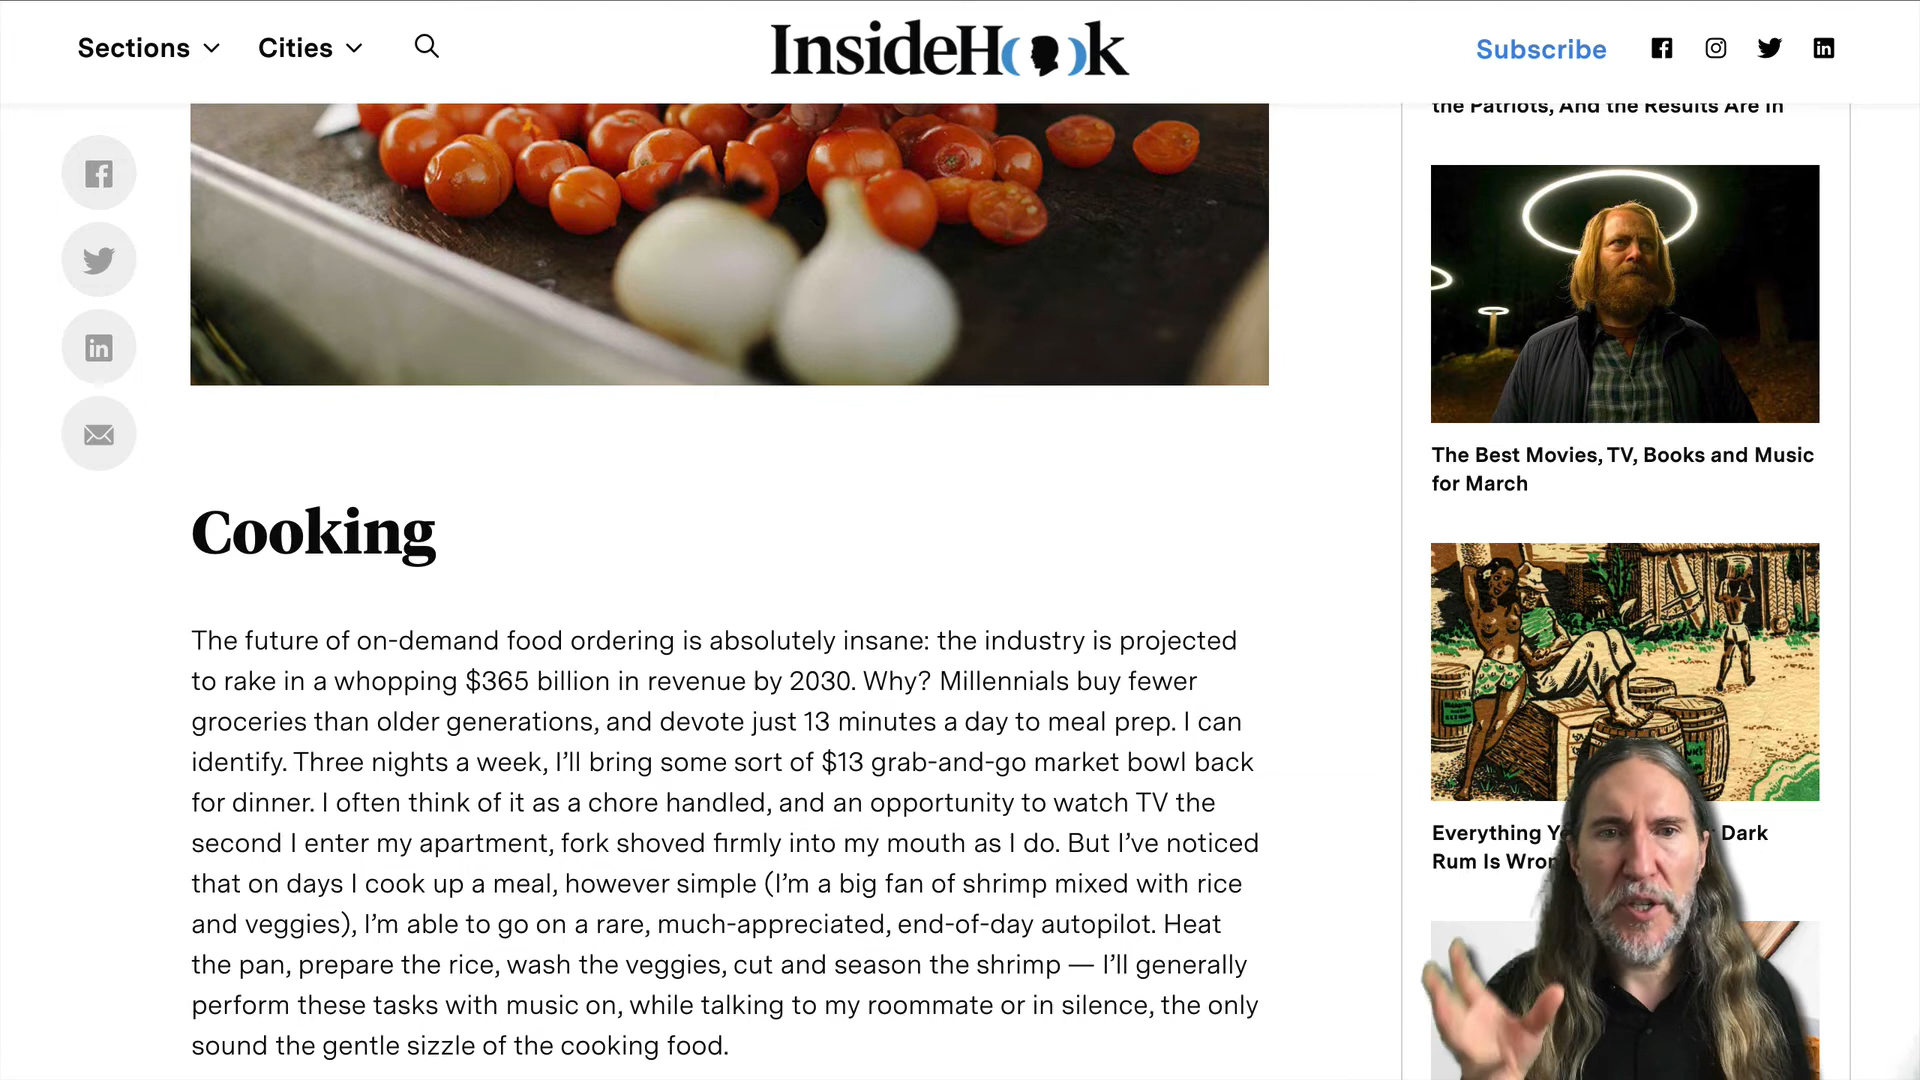 Sections
Cities
InsideHook
Subscribe
the Patriots, And the Results Are In
The Best Movies, TV, Books and Music
for March
Everything
Dark
Rum Is
Cooking
The future of on-demand food ordering is absolutely insane: the industry is projected
to rake in a whopping $365 billion in revenue by 2030. Why? Millennials buy fewer
groceries than older generations, and devote just 13 minutes a day to meal prep. I can
identify. Three nights a week, I’ll bring some sort of $13 grab-and-go market bowl back
for dinner. I often think of it as a chore handled, and an opportunity to watch TV the
second I enter my apartment, fork shoved firmly into my mouth as I do. But I’ve noticed
that on days I cook up a meal, however simple (I’m a big fan of shrimp mixed with rice
and veggies), I’m able to go on a rare, much-appreciated, end-of-day autopilot. Heat
the pan, prepare the rice, wash the veggies, cut and season the shrimp — I’ll generally
perform these tasks with music on, while talking to my roommate or in silence, the only
sound the gentle sizzle of the cooking food.